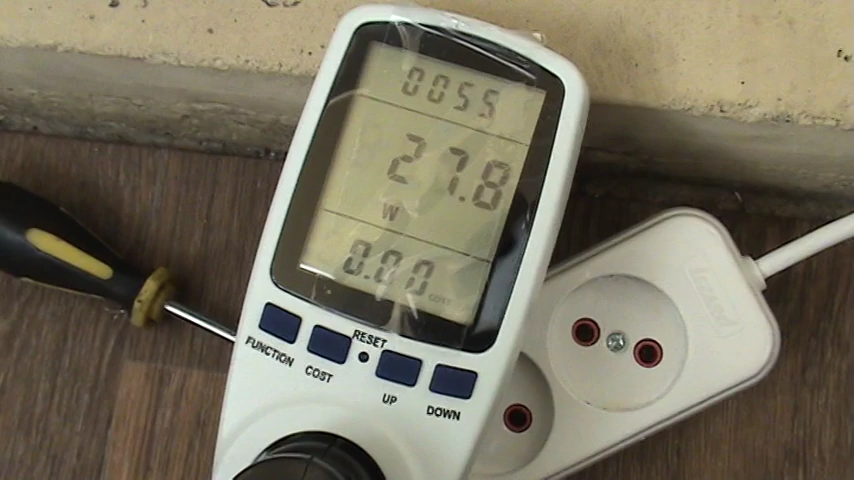 0055
27.8
W
0.00
COST
RESET
FUNCTION
COST
UP
DOWN